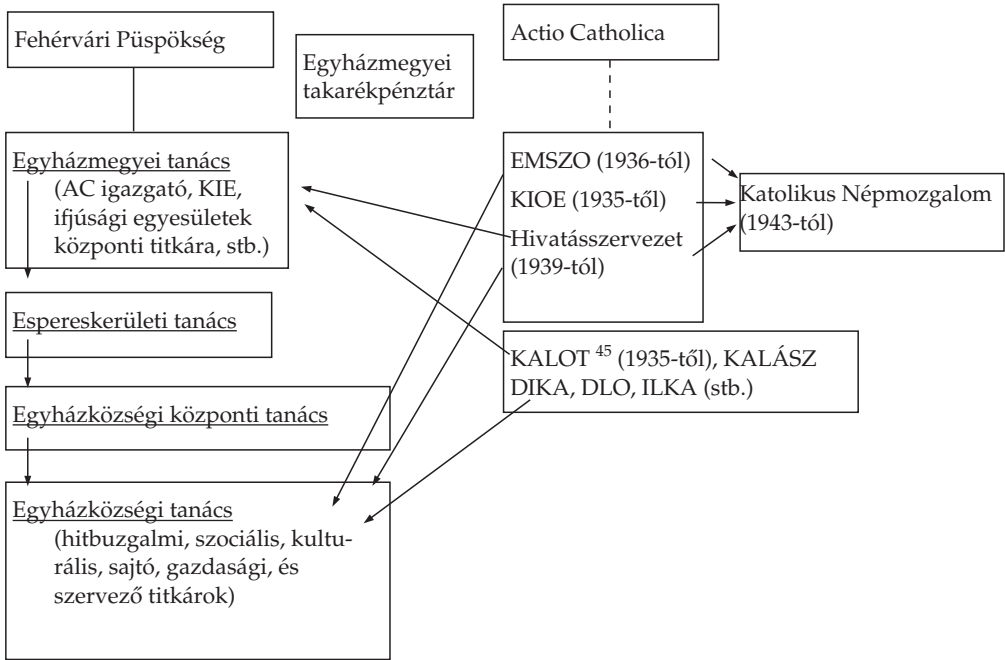 Fehérvári Püspökség
Egyházmegyei
takarékpénztár
Actio Catholica
Egyházmegyei tanács
(AC igazgató, KIE,
ifjúsági egyesületek
központi titkára, stb.)
EMSZO (1936-tól)
KIOE (1935-től)
Hivatásszervezet
(1939-tól)
Katolikus Népmozgalom
(1943-tól)
Espereskerületi tanács
KALOT 45 (1935-től), KALÁSZ
DIKA, DLO, ILKA (stb.)
Egyházközségi központi tanács
Egyházközségi tanács
(hitbuzgalmi, szociális, kultu-
rális, sajtó, gazdasági, és
szervező titkárok)